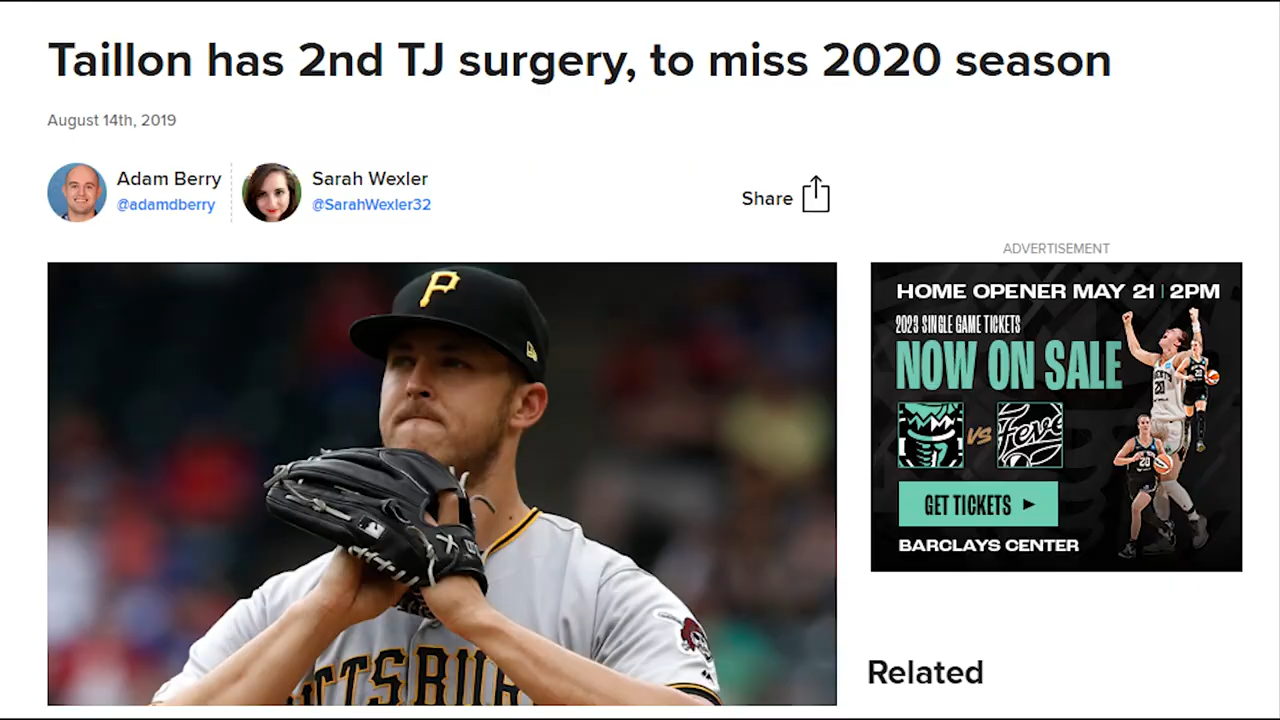 Taillon has 2nd TJ surgery, to miss 2020 season
August 14th, 2019
Adam Berry
@adamdberry
Sarah Wexler
@SarahWexler32
Share
ADVERTISEMENT
P
PITTSBUR
HOME OPENER MAY 21 | 2PM
2023 SINGLE GAME TICKETS
NOW ON SALE
VS
Fever
GET TICKETS
BARCLAYS CENTER
Related